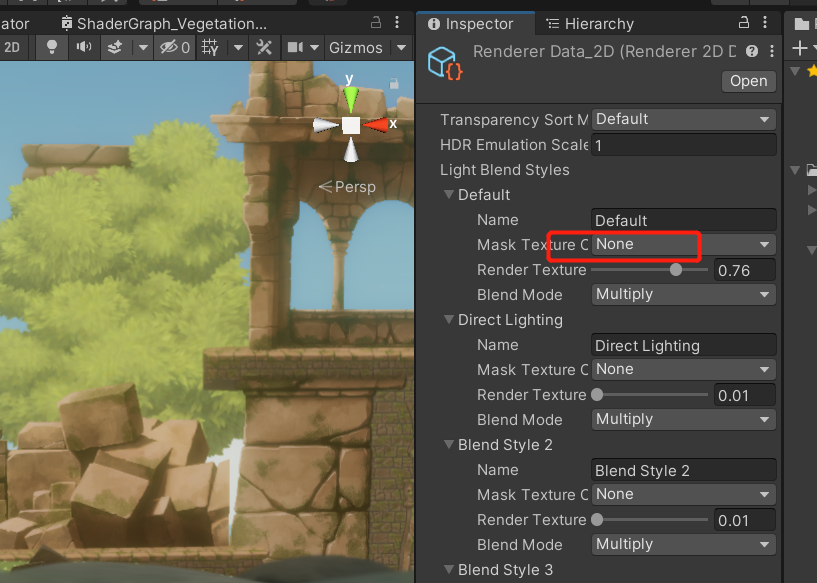 ator
ShaderGraph_Vegetation...
Inspector
Hierarchy
2D
0
Gizmos
Renderer Data_2D (Renderer 2D D
Open
y
x
Persp
Transparency Sort M
Default
HDR Emulation Scale
1
Light Blend Styles
Default
Name
Default
Mask Texture C
None
Render Texture
0.76
Blend Mode
Multiply
Direct Lighting
Name
Direct Lighting
Mask Texture C
None
Render Texture
0.01
Blend Mode
Multiply
Blend Style 2
Name
Blend Style 2
Mask Texture C
None
Render Texture
0.01
Blend Mode
Multiply
Blend Style 3